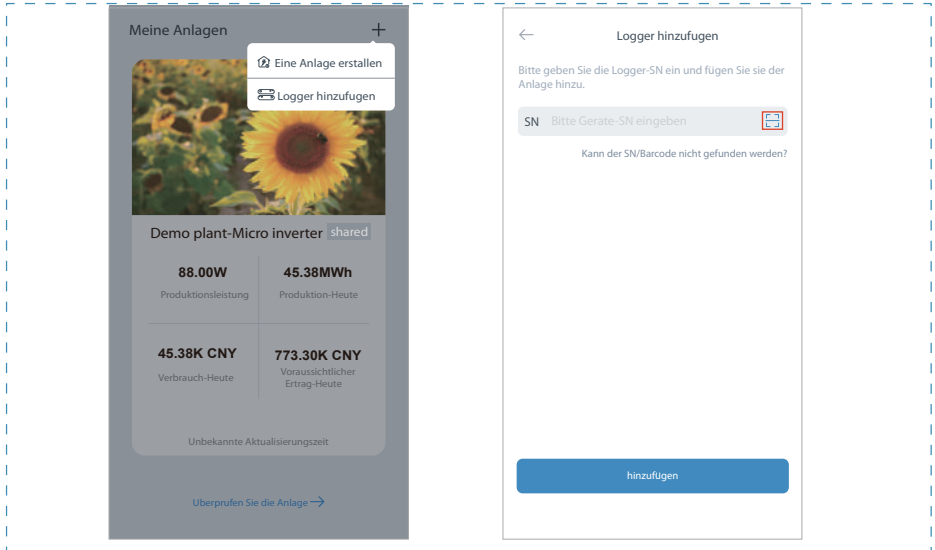 Meine Anlagen
+
Eine Anlage erstallen
Logger hinzufugen
Demo plant-Micro inverter shared
88.00W
Produktionsleistung
45.38MWh
Produktion-Heute
45.38K CNY
Verbrauch-Heute
773.30K CNY
Voraussichtlicher
Ertrag-Heute
Unbekannte Aktualisierungszeit
Uberprufen Sie die Anlage
Logger hinzufugen
Bitte geben Sie die Logger-SN ein und fügen Sie sie der
Anlage hinzu.
SN Bitte Gerate-SN eingeben
Kann der SN/Barcode nicht gefunden werden?
hinzufügen